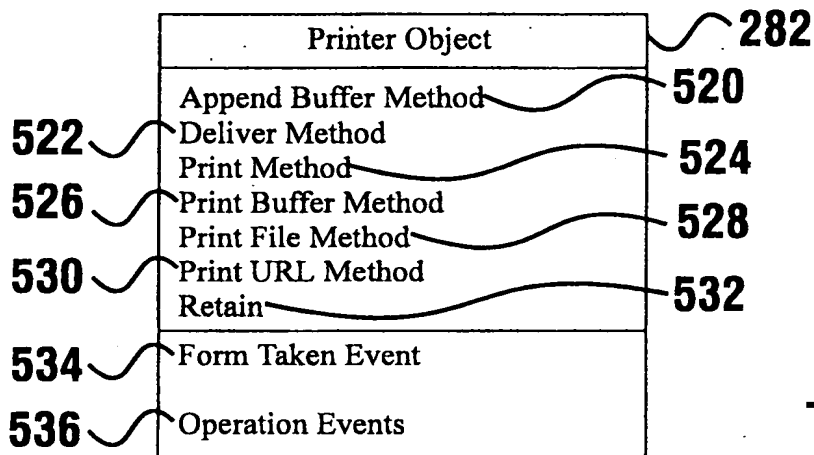 Printer Object 282
Append Buffer Method 520
522 Deliver Method
Print Method 524
526 Print Buffer Method
Print File Method 528
530 Print URL Method
Retain 532
534 Form Taken Event
536 Operation Events